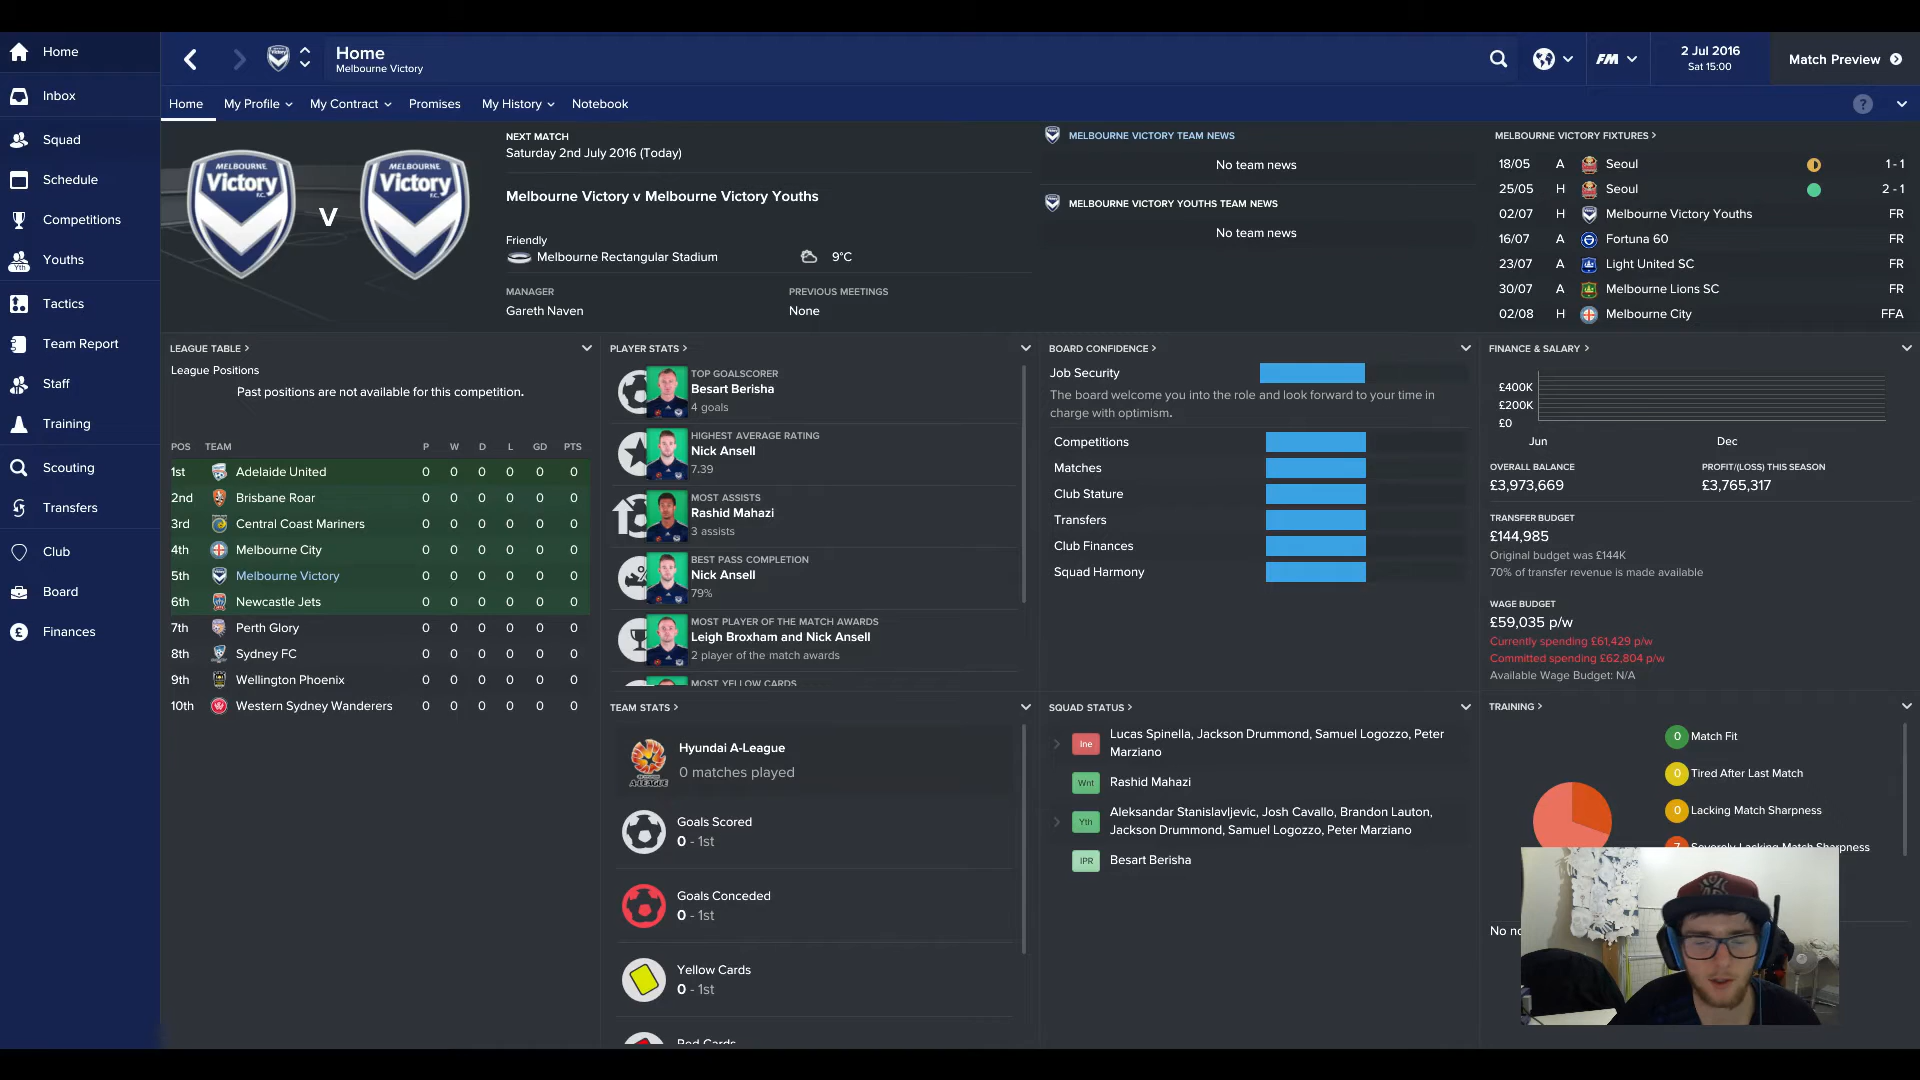 Home
Inbox
Squad
Schedule
Competitions
Youths
Tactics
Team Report
Staff
Training
Scouting
Transfers
Club
Board
Finances
Home
Melbourne Victory
FM
2 Jul 2016
Sat 15:00
Match Preview
Home My Profile My Contract Promises My History Notebook
?
MELBOURNE Victory F.C.
V
MELBOURNE Victory F.C.
NEXT MATCH
Saturday 2nd July 2016 (Today)
Melbourne Victory v Melbourne Victory Youths
Friendly
Melbourne Rectangular Stadium 9°C
MANAGER PREVIOUS MEETINGS
Gareth Naven None
MELBOURNE VICTORY TEAM NEWS
No team news
MELBOURNE VICTORY YOUTHS TEAM NEWS
No team news
MELBOURNE VICTORY FIXTURES >
18/05 A Seoul 1 - 1
25/05 H Seoul 2 - 1
02/07 H Melbourne Victory Youths FR
16/07 A Fortuna 60 FR
23/07 A Light United SC FR
30/07 A Melbourne Lions SC FR
02/08 H Melbourne City FFA
LEAGUE TABLE >
League Positions
Past positions are not available for this competition.
POS TEAM P W D L GD PTS
1st Adelaide United 0 0 0 0 0 0
2nd Brisbane Roar 0 0 0 0 0 0
3rd Central Coast Mariners 0 0 0 0 0 0
4th Melbourne City 0 0 0 0 0 0
5th Melbourne Victory 0 0 0 0 0 0
6th Newcastle Jets 0 0 0 0 0 0
7th Perth Glory 0 0 0 0 0 0
8th Sydney FC 0 0 0 0 0 0
9th Wellington Phoenix 0 0 0 0 0 0
10th Western Sydney Wanderers 0 0 0 0 0 0
PLAYER STATS >
TOP GOALSCORER
Besart Berisha
4 goals
HIGHEST AVERAGE RATING
Nick Ansell
7.39
MOST ASSISTS
Rashid Mahazi
3 assists
BEST PASS COMPLETION
Nick Ansell
79%
MOST PLAYER OF THE MATCH AWARDS
Leigh Broxham and Nick Ansell
2 player of the match awards
MOST YELLOW CARDS
TEAM STATS >
Hyundai A-League
0 matches played
A-LEAGUE
Goals Scored
0 - 1st
Goals Conceded
0 - 1st
Yellow Cards
0 - 1st
Red Cards
BOARD CONFIDENCE >
Job Security
The board welcome you into the role and look forward to your time in
charge with optimism.
Competitions
Matches
Club Stature
Transfers
Club Finances
Squad Harmony
SQUAD STATUS >
Ine Lucas Spinella, Jackson Drummond, Samuel Logozzo, Peter
Marziano
Wnt Rashid Mahazi
Yth Aleksandar Stanislavljevic, Josh Cavallo, Brandon Lauton,
Jackson Drummond, Samuel Logozzo, Peter Marziano
IPR Besart Berisha
FINANCE & SALARY >
£400K
£200K
£0
Jun Dec
OVERALL BALANCE PROFIT/(LOSS) THIS SEASON
£3,973,669 £3,765,317
TRANSFER BUDGET
£144,985
Original budget was £144K
70% of transfer revenue is made available
WAGE BUDGET
£59,035 p/w
Currently spending £61,429 p/w
Committed spending £62,804 p/w
Available Wage Budget: N/A
TRAINING >
0 Match Fit
0 Tired After Last Match
0 Lacking Match Sharpness
Severely Lacking Match Sharpness